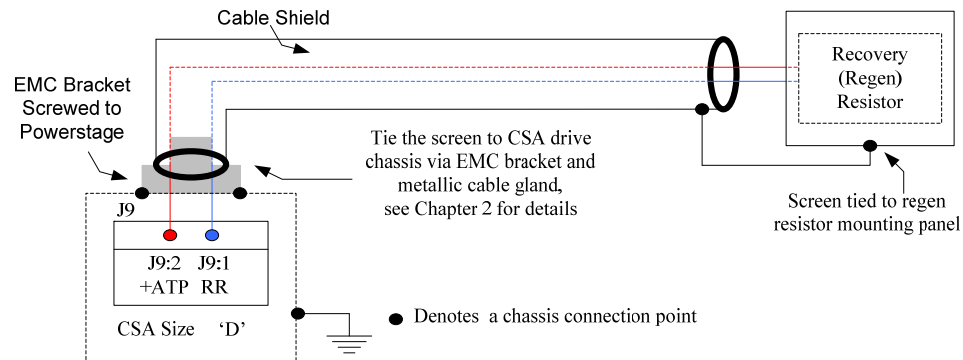 Cable Shield
EMC Bracket
Screwed to
Powerstage
Recovery
(Regen)
Resistor
Tie the screen to CSA drive
chassis via EMC bracket and
metallic cable gland,
see Chapter 2 for details
Screen tied to regen
resistor mounting panel
J9
J9:2 J9:1
+ATP RR
CSA Size ‘D’
Denotes a chassis connection point